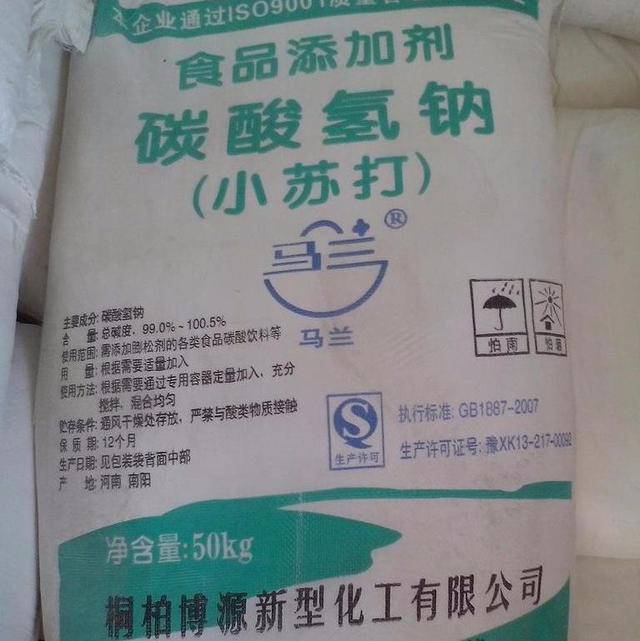 企业通过ISO9001质量管
食品添加剂
碳酸氢钠
(小苏打)
马兰®
马兰
主要成分: 碳酸氢钠
含 量: 总碱度, 99.0%~100.5%
使用范围: 需添加膨松剂的各类食品碳酸饮料等
用 量: 根据需要适量加入
使用方法: 根据需要通过专用容器定量加入, 充分
搅拌, 混合均匀
贮存条件: 通风干燥处存放, 严禁与酸类物质接触
保 质 期: 12个月
生产日期: 见包装袋背面中部
产 地: 河南 南阳
怕雨
怕
S
生产许可
执行标准: GB1887-2007
生产许可证号: 豫XK13-217-000
净含量:50kg
桐柏博源新型化工有限公司